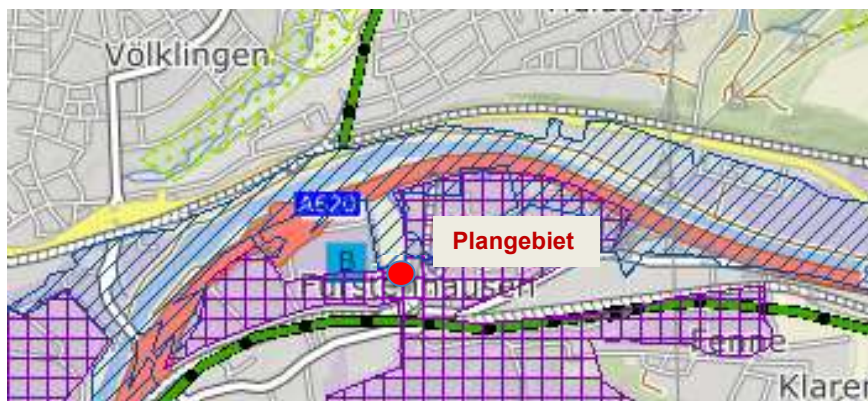 Völklingen
A620
Plangebiet
B
Fürstenhausen
Fenne
Klaren